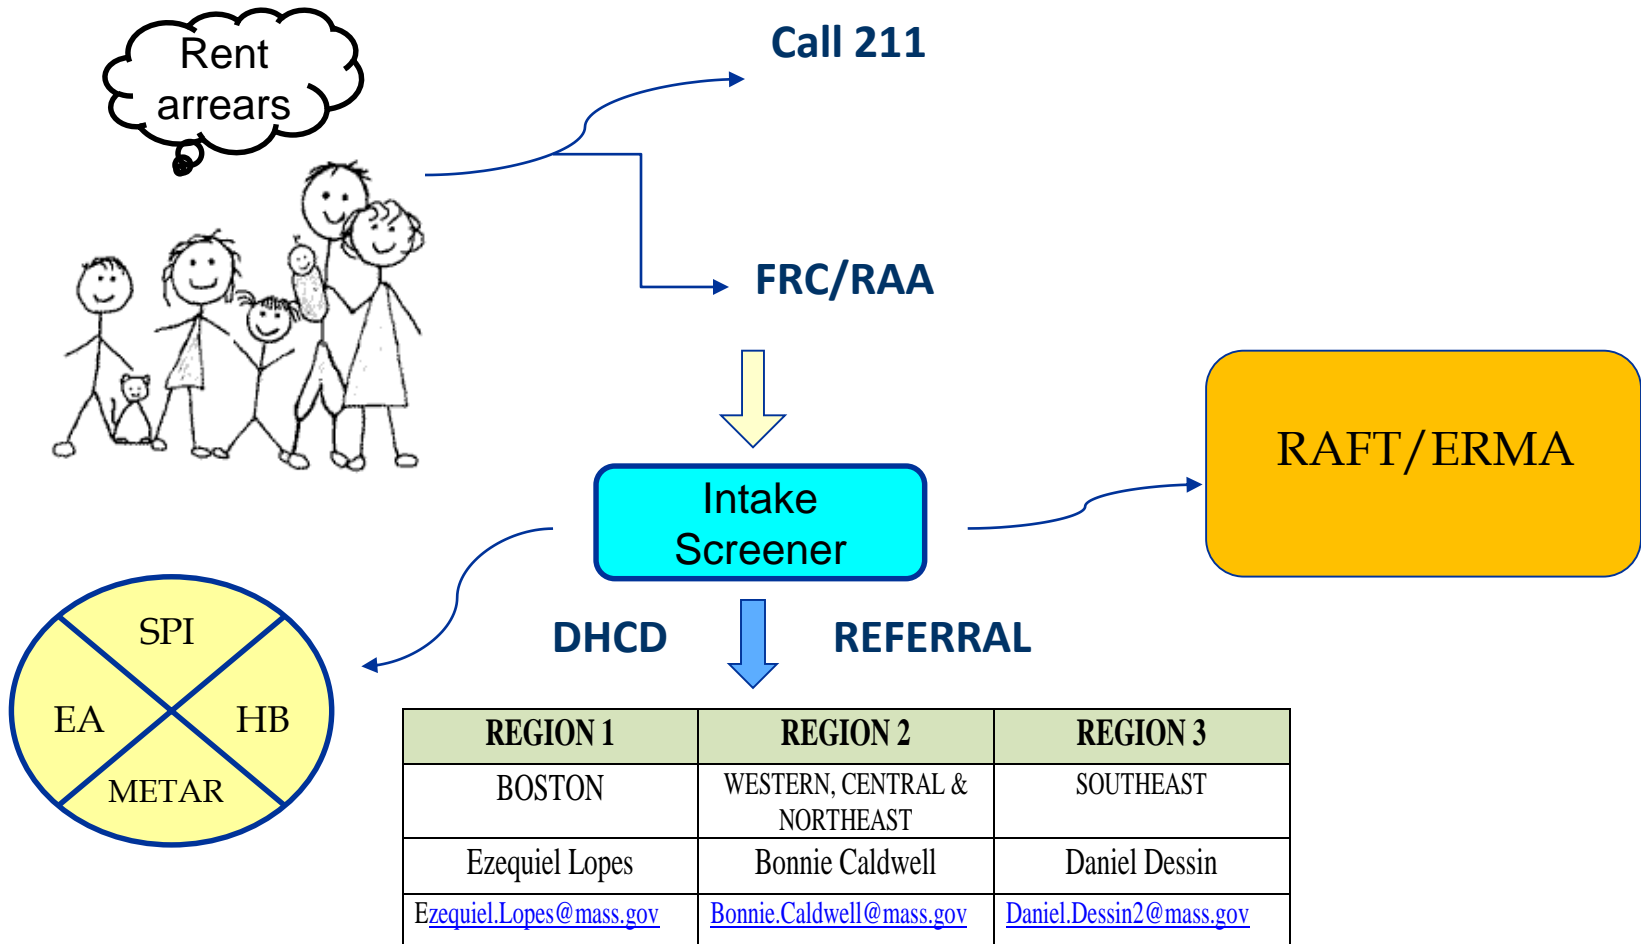 Rent
arrears
Call 211
FRC/RAA
Intake
Screener
RAFT/ERMA
DHCD REFERRAL
SPI
EA HB
METAR
REGION 1 REGION 2 REGION 3
BOSTON WESTERN, CENTRAL & SOUTHEAST
NORTHEAST
Ezequiel Lopes Bonnie Caldwell Daniel Dessin
Ezequiel.Lopes@mass.gov Bonnie.Caldwell@mass.gov Daniel.Dessin2@mass.gov